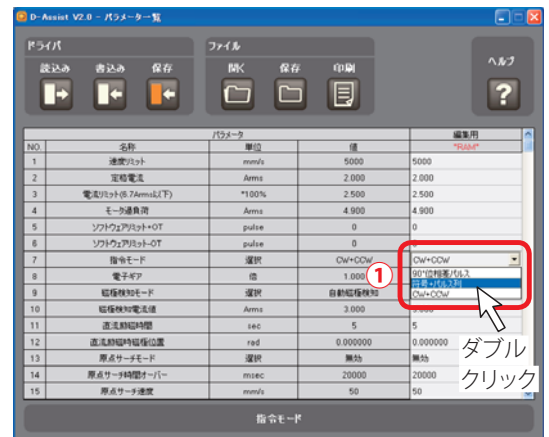 D-Assist V2.0 - パラメーター覧
ドライバ
ファイル
読込み 書込み 保存 開く 保存 印刷 ヘルプ
パラメータ 編集用
NO. 名称 単位 値 *RAM*
1 速度リミット mm/s 5000 5000
2 定格電流 Arms 2.000 2.000
3 電流リミット(6.7Arms以下) *100% 2.500 2.500
4 モータ過負荷 Arms 4.900 4.900
5 ソフトウェアリミット+OT pulse 0 0
6 ソフトウェアリミット-OT pulse 0 0
7 指令モード 選択 CW+CCW CW+CCW
8 電子ギア 倍 1.000 90°位相差パルス
符号+パルス列
9 磁極検知モード 選択 自動磁極検知 CW+CCW
10 磁極検知電流値 Arms 3.000
11 直流励磁時間 sec 5 5
12 直流励磁時磁極位置 rad 0.000000 0.000000
13 原点サーチモード 選択 無効 無効
14 原点サーチ時間オーバー msec 20000 20000
15 原点サーチ速度 mm/s 50 50
1
ダブル
クリック
指令モード